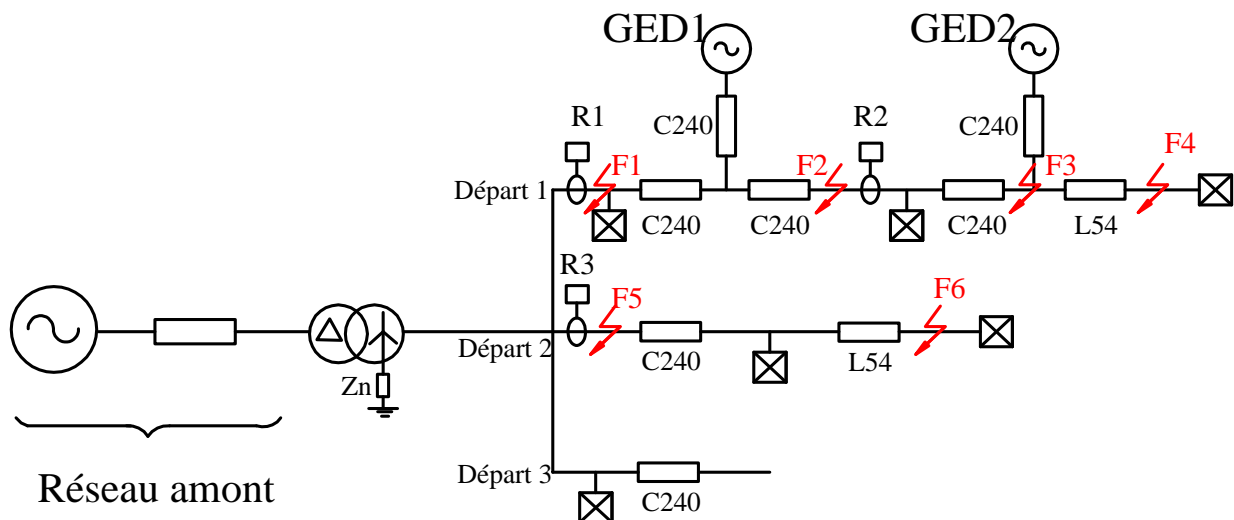 GED1
GED2
R1
F1
C240
F2
R2
C240
F3
F4
Départ 1
C240
C240
C240
L54
R3
F5
F6
Départ 2
C240
L54
Zn
Départ 3
C240
Réseau amont